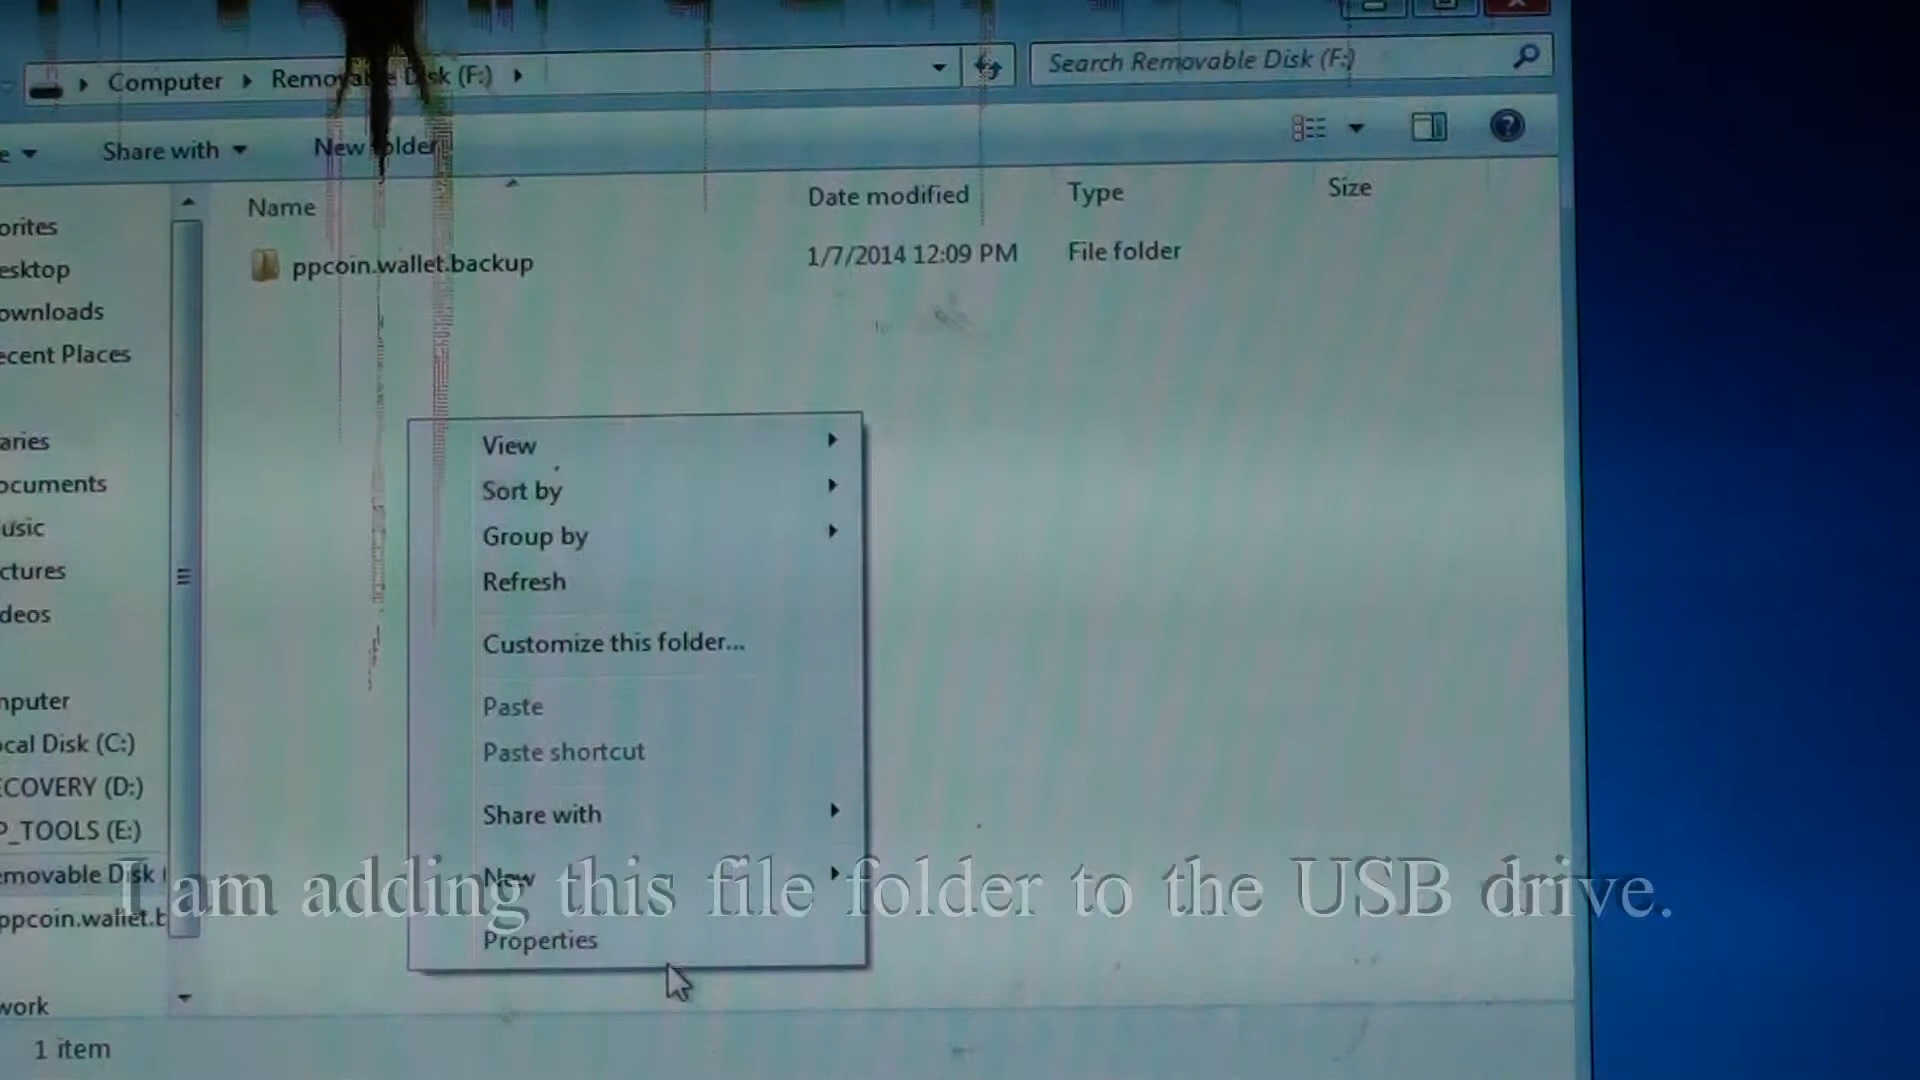 Computer Removable Disk (F:)
Search Removable Disk (F:)
Share with
New folder
Name Date modified Type Size
ppcoin.wallet.backup 1/7/2014 12:09 PM File folder
orites
esktop
ownloads
ecent Places
aries
ocuments
usic
ctures
deos
mputer
cal Disk (C:)
COVERY (D:)
P_TOOLS (E:)
emovable Disk
ppcoin.wallet.b
work
View
Sort by
Group by
Refresh
Customize this folder...
Paste
Paste shortcut
Share with
New
Properties
I am adding this file folder to the USB drive.
1 item